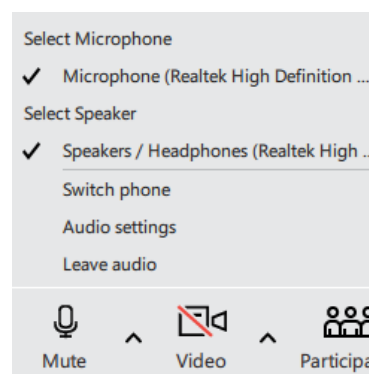 Select Microphone
Microphone (Realtek High Definition ...
Select Speaker
Speakers / Headphones (Realtek High ..
Switch phone
Audio settings
Leave audio
Mute Video Participa